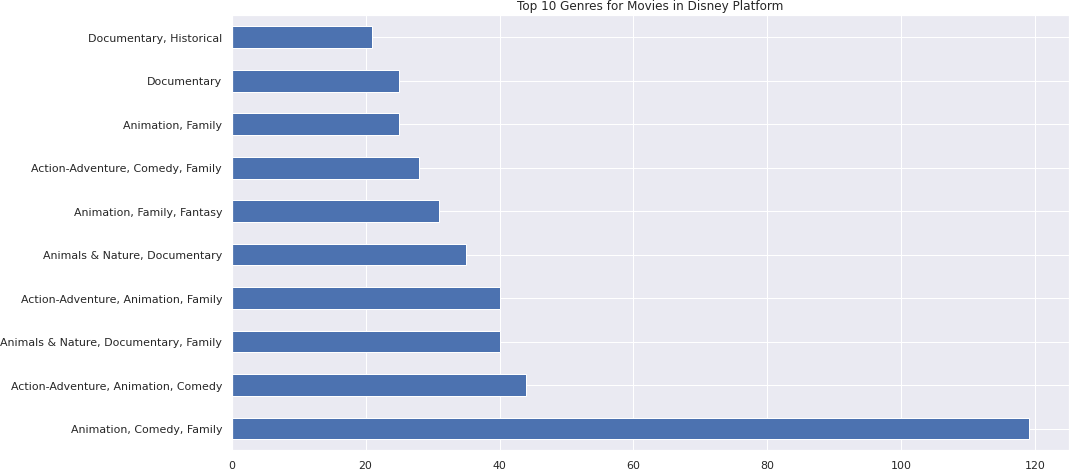 Top 10 Genres for Movies in Disney Platform
Documentary, Historical
Documentary
Animation, Family
Action-Adventure, Comedy, Family
Animation, Family, Fantasy
Animals & Nature, Documentary
Action-Adventure, Animation, Family
Animals & Nature, Documentary, Family
Action-Adventure, Animation, Comedy
Animation, Comedy, Family
0 20 40 60 80 100 120